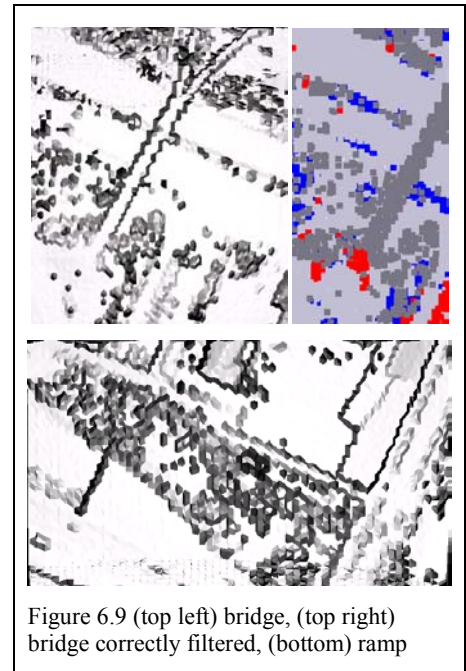 Figure 6.9 (top left) bridge, (top right)
bridge correctly filtered, (bottom) ramp